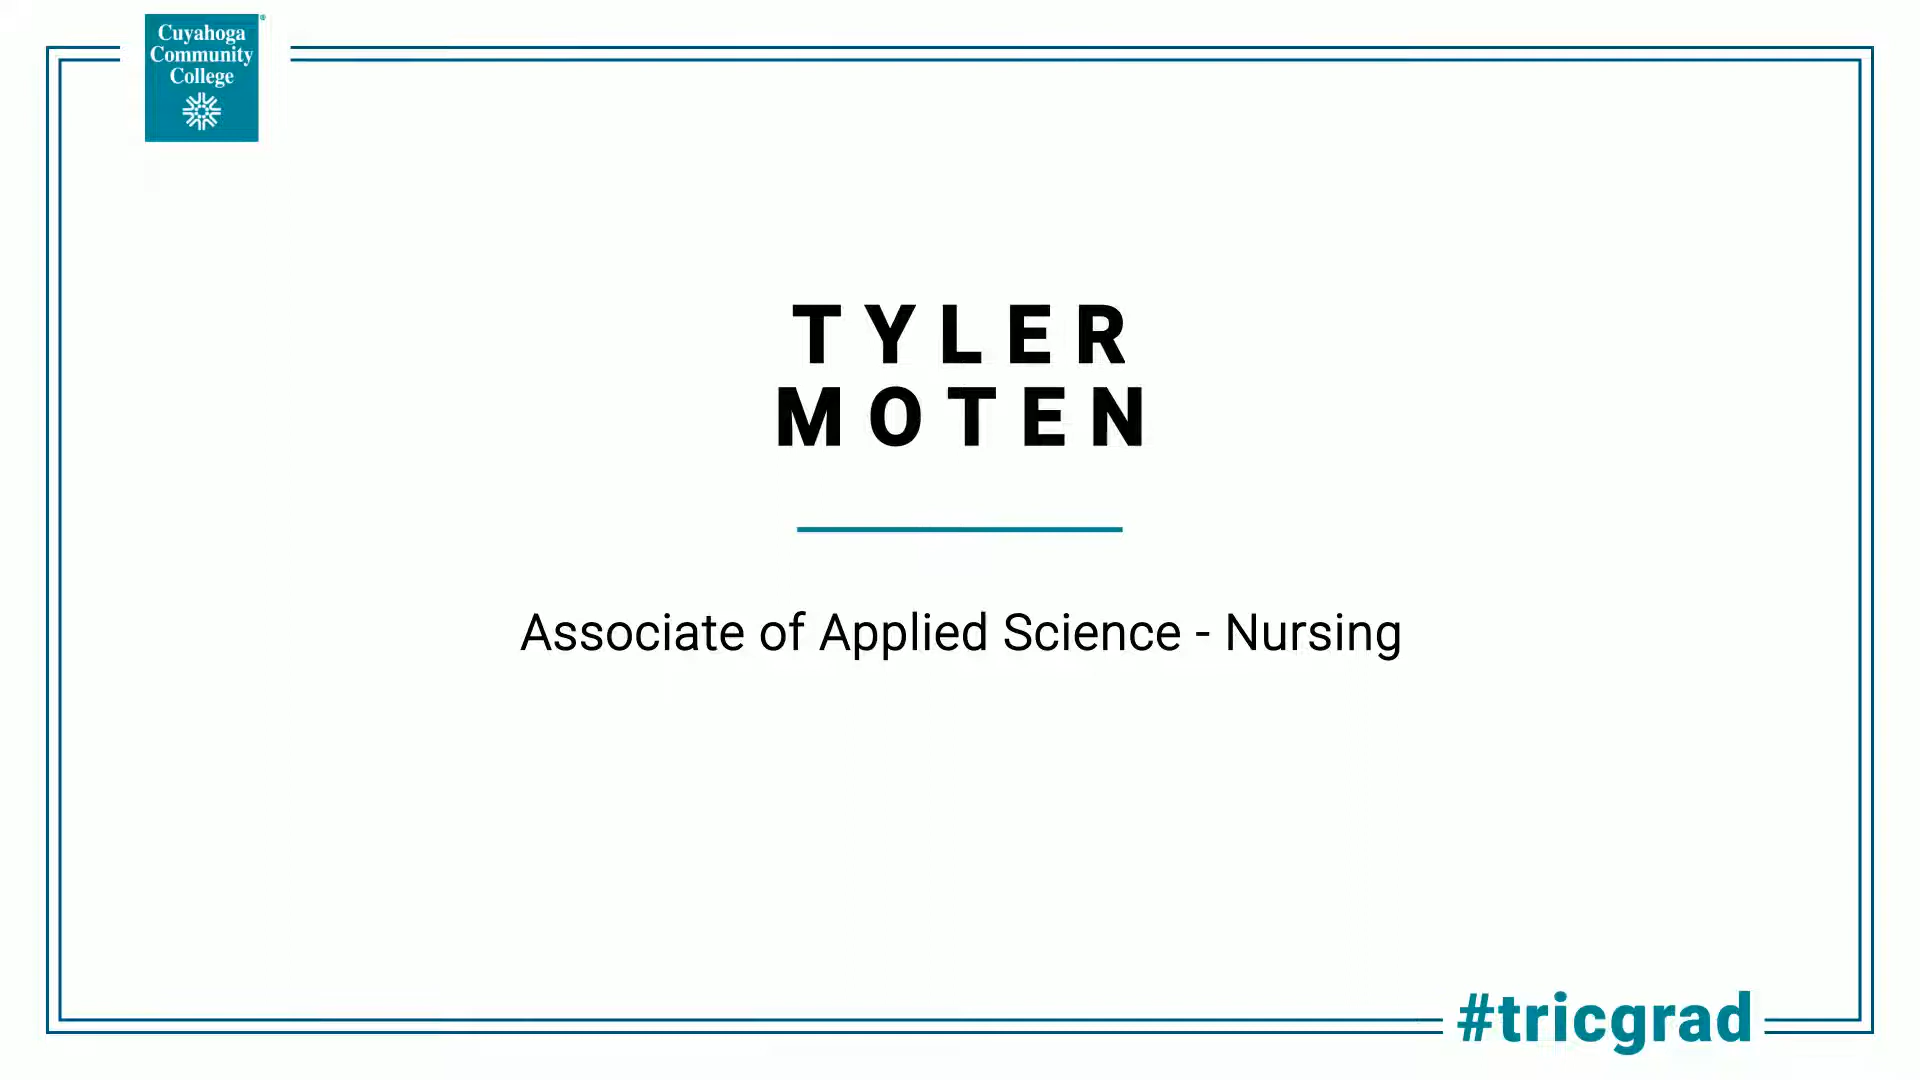 Cuyahoga
Community
College
TYLER
MOTEN
Associate of Applied Science - Nursing
#tricgrad